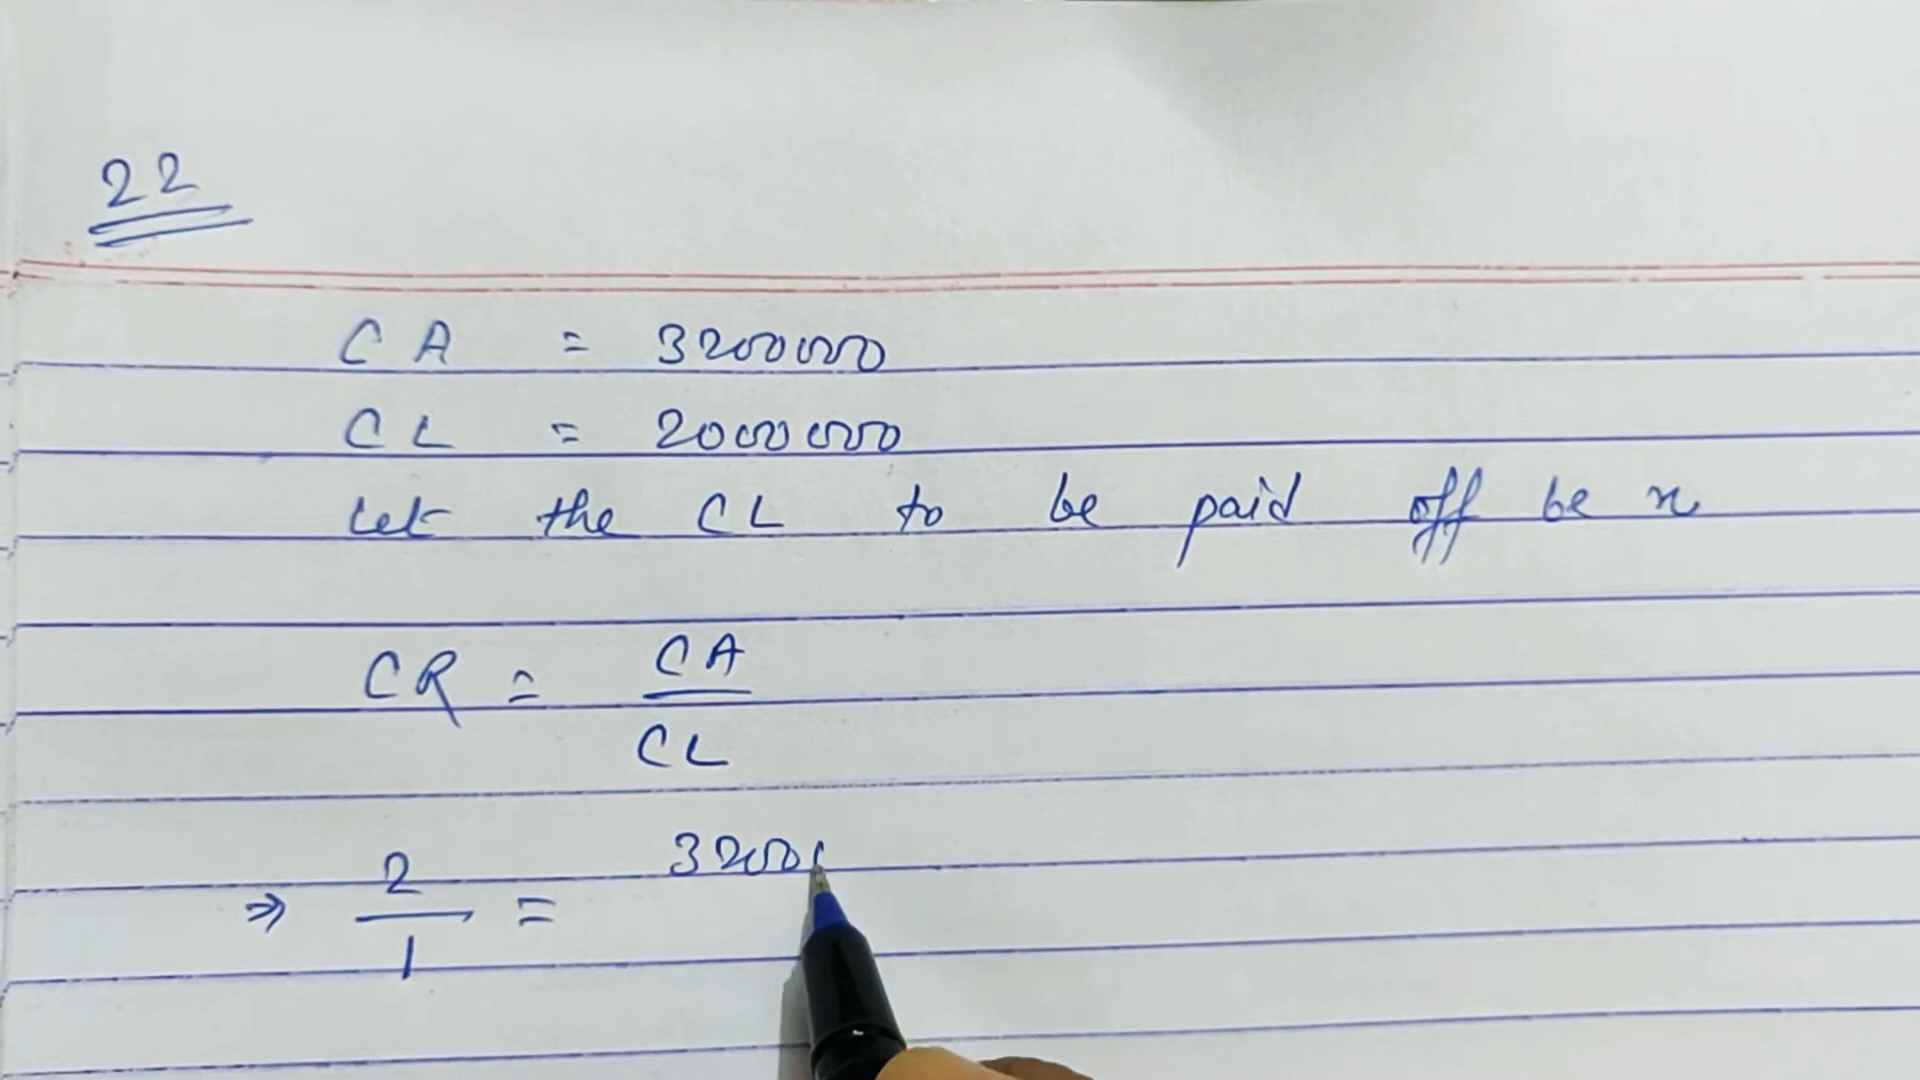 22
CA = 3200000
CL = 2000000
Let the CL to be paid off be x
CR = CA / CL
⇒ 2 / 1 = 3200